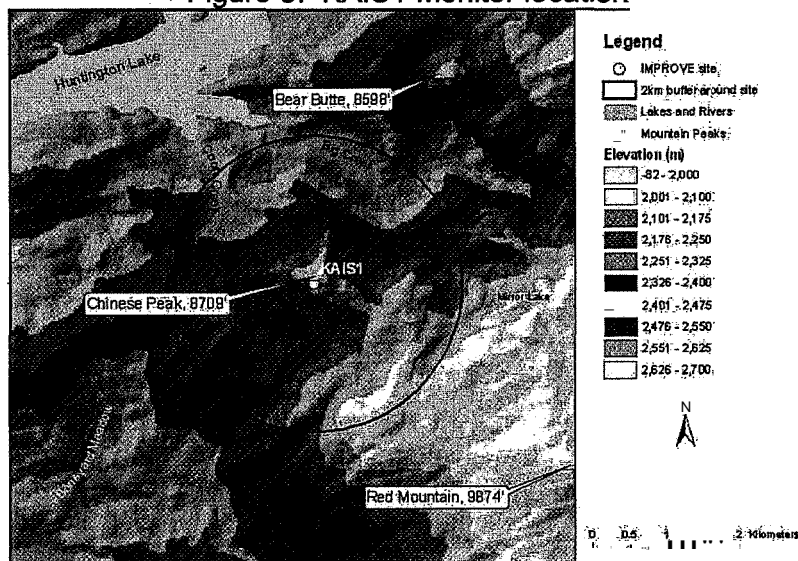 Figure 3. KAIS1 Monitor location
Huntington Lake
Bear Butte, 8598'
KAIS1
Chinese Peak, 8709'
Red Mountain, 9874'
Legend
IMPROVE site
2km buffer around site
Lakes and Rivers
Mountain Peaks
Elevation (m)
-82 - 2,000
2,001 - 2,100
2,101 - 2,175
2,176 - 2,250
2,251 - 2,325
2,326 - 2,400
2,401 - 2,475
2,476 - 2,550
2,551 - 2,625
2,626 - 2,700
N
0 0.5 1 2 Kilometers